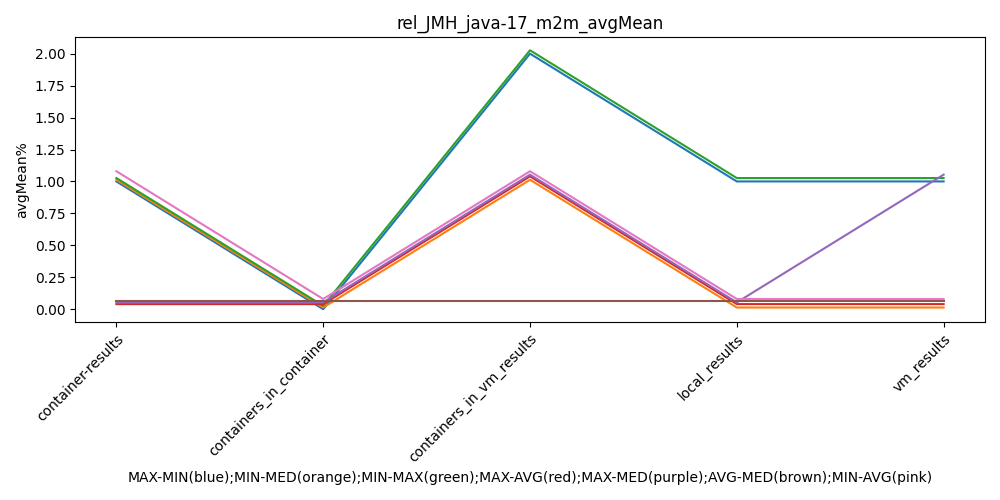 rel_JMH_java-17_m2m_avgMean
avgMean%
2.00
1.75
1.50
1.25
1.00
0.75
0.50
0.25
0.00
container-results
containers_in_container
containers_in_vm_results
local_results
vm_results
MAX-MIN(blue);MIN-MED(orange);MIN-MAX(green);MAX-AVG(red);MAX-MED(purple);AVG-MED(brown);MIN-AVG(pink)